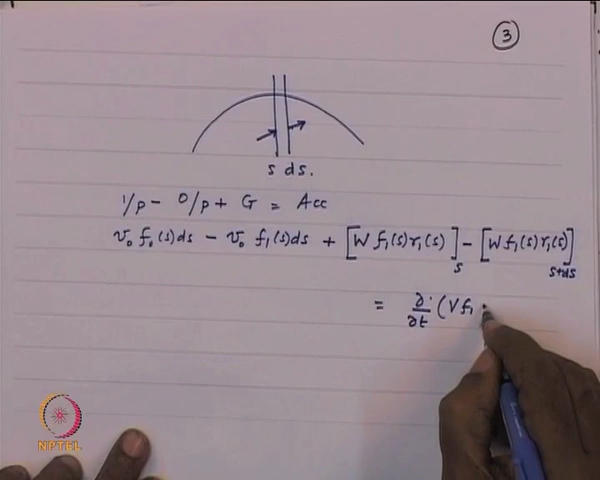 3
s ds.
I/p - O/p + G = Acc
v₀ f₀(s)ds - v₀ f₁(s)ds + [W f₁(s) r₁(s)]ₛ - [W f₁(s) r₁(s)]ₛ₊dₛ
= ∂/∂t (V f₁
NPTEL